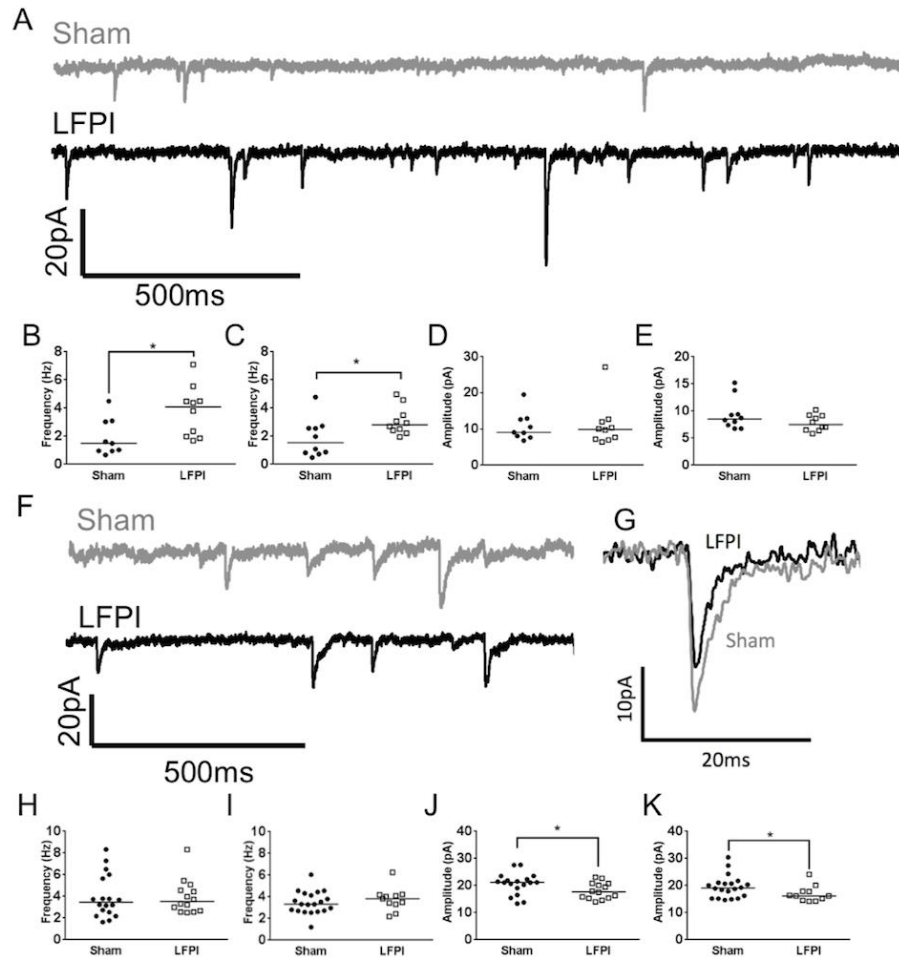 A
Sham
LFPI
20pA
500ms
B
Frequency (Hz)
8
6
4
2
0
*
Sham LFPI
C
Frequency (Hz)
8
6
4
2
0
*
Sham LFPI
D
Amplitude (pA)
30
20
10
0
Sham LFPI
E
Amplitude (pA)
20
15
10
5
0
Sham LFPI
F
Sham
LFPI
20pA
500ms
G
LFPI
Sham
10pA
20ms
H
Frequency (Hz)
10
8
6
4
2
0
Sham LFPI
I
Frequency (Hz)
10
8
6
4
2
0
Sham LFPI
J
Amplitude (pA)
40
30
20
10
0
*
Sham LFPI
K
Amplitude (pA)
40
30
20
10
0
*
Sham LFPI